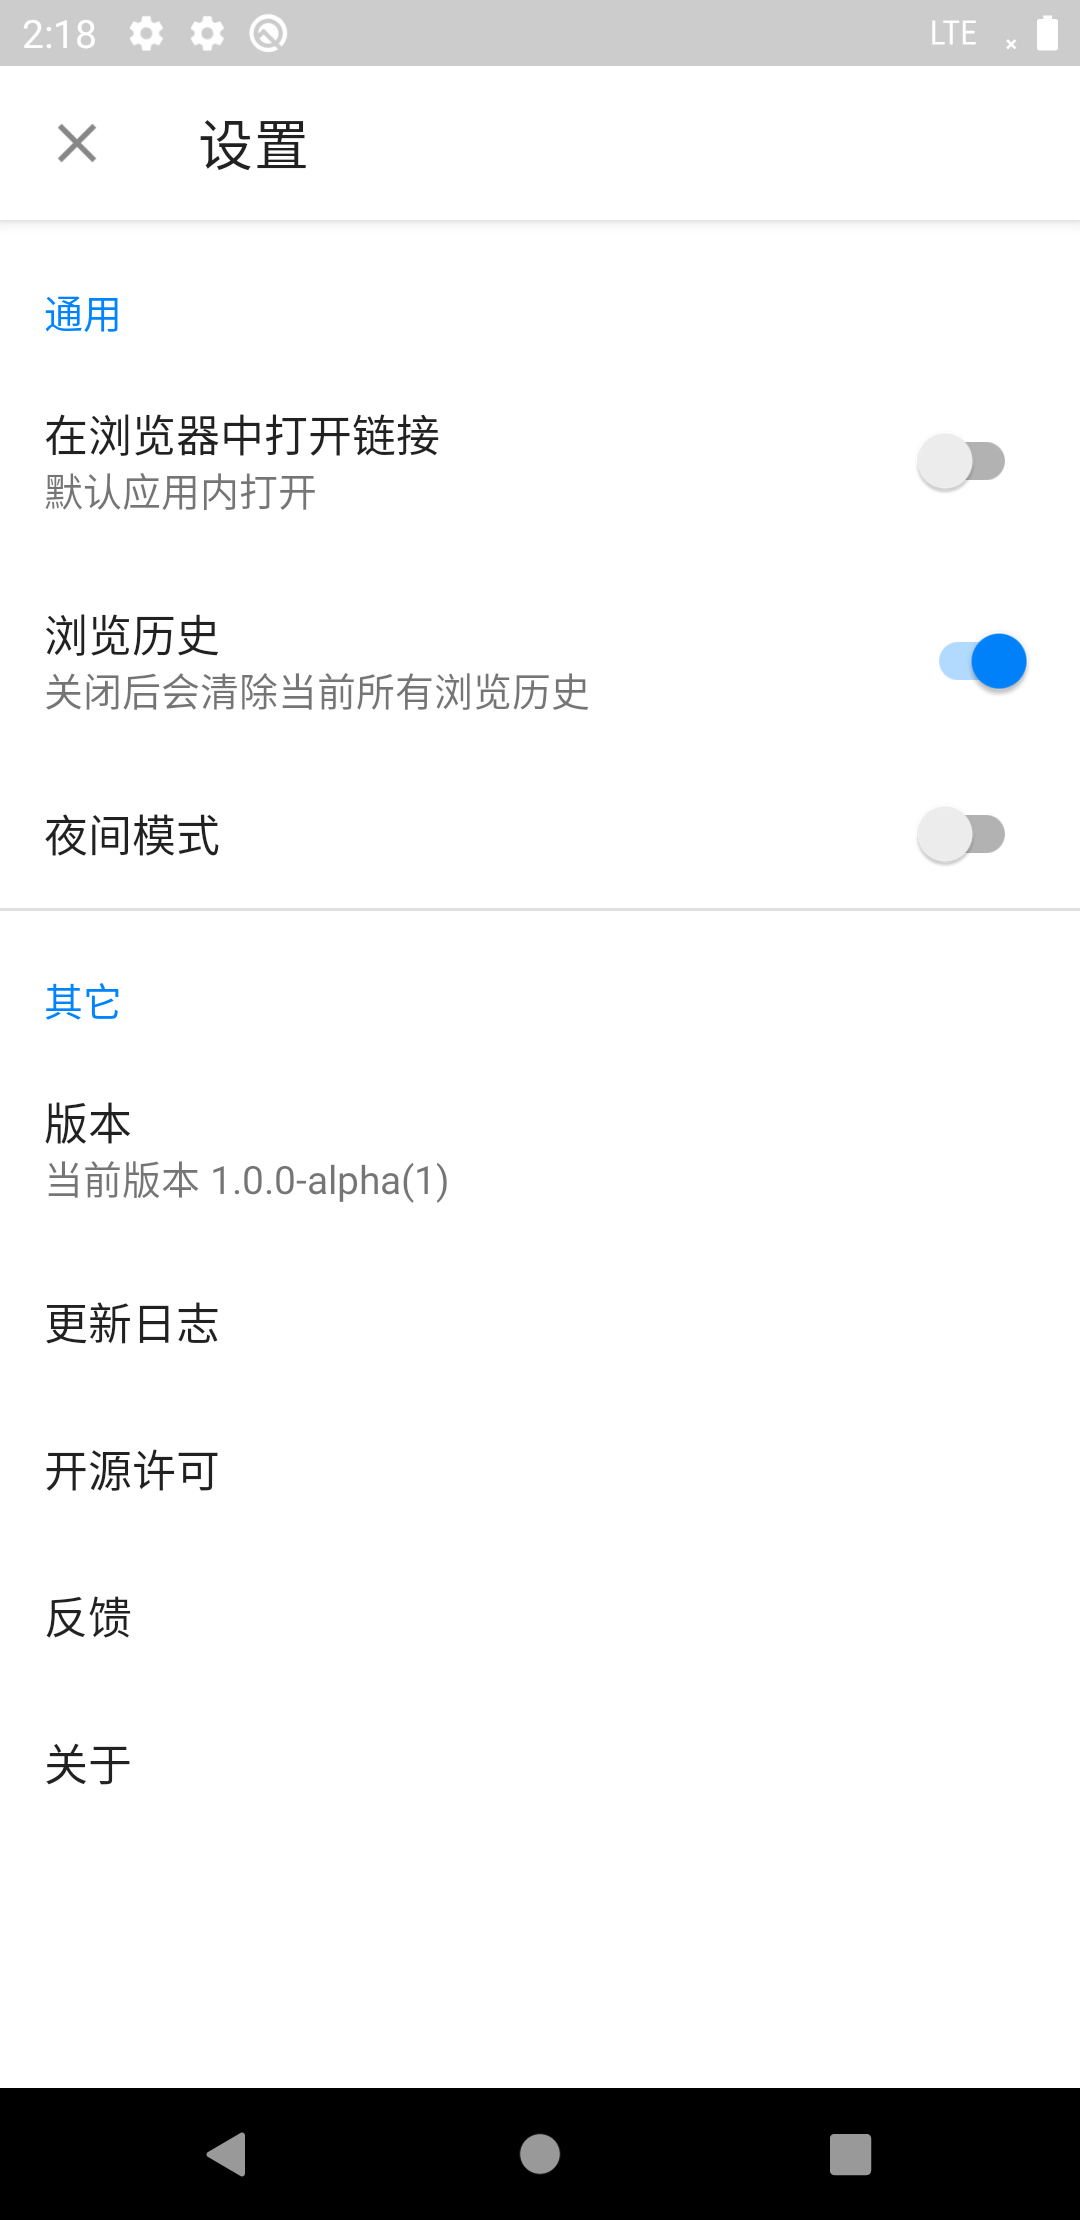 2:18 LTE
设置
通用
在浏览器中打开链接
默认应用内打开
浏览历史
关闭后会清除当前所有浏览历史
夜间模式
其它
版本
当前版本 1.0.0-alpha(1)
更新日志
开源许可
反馈
关于